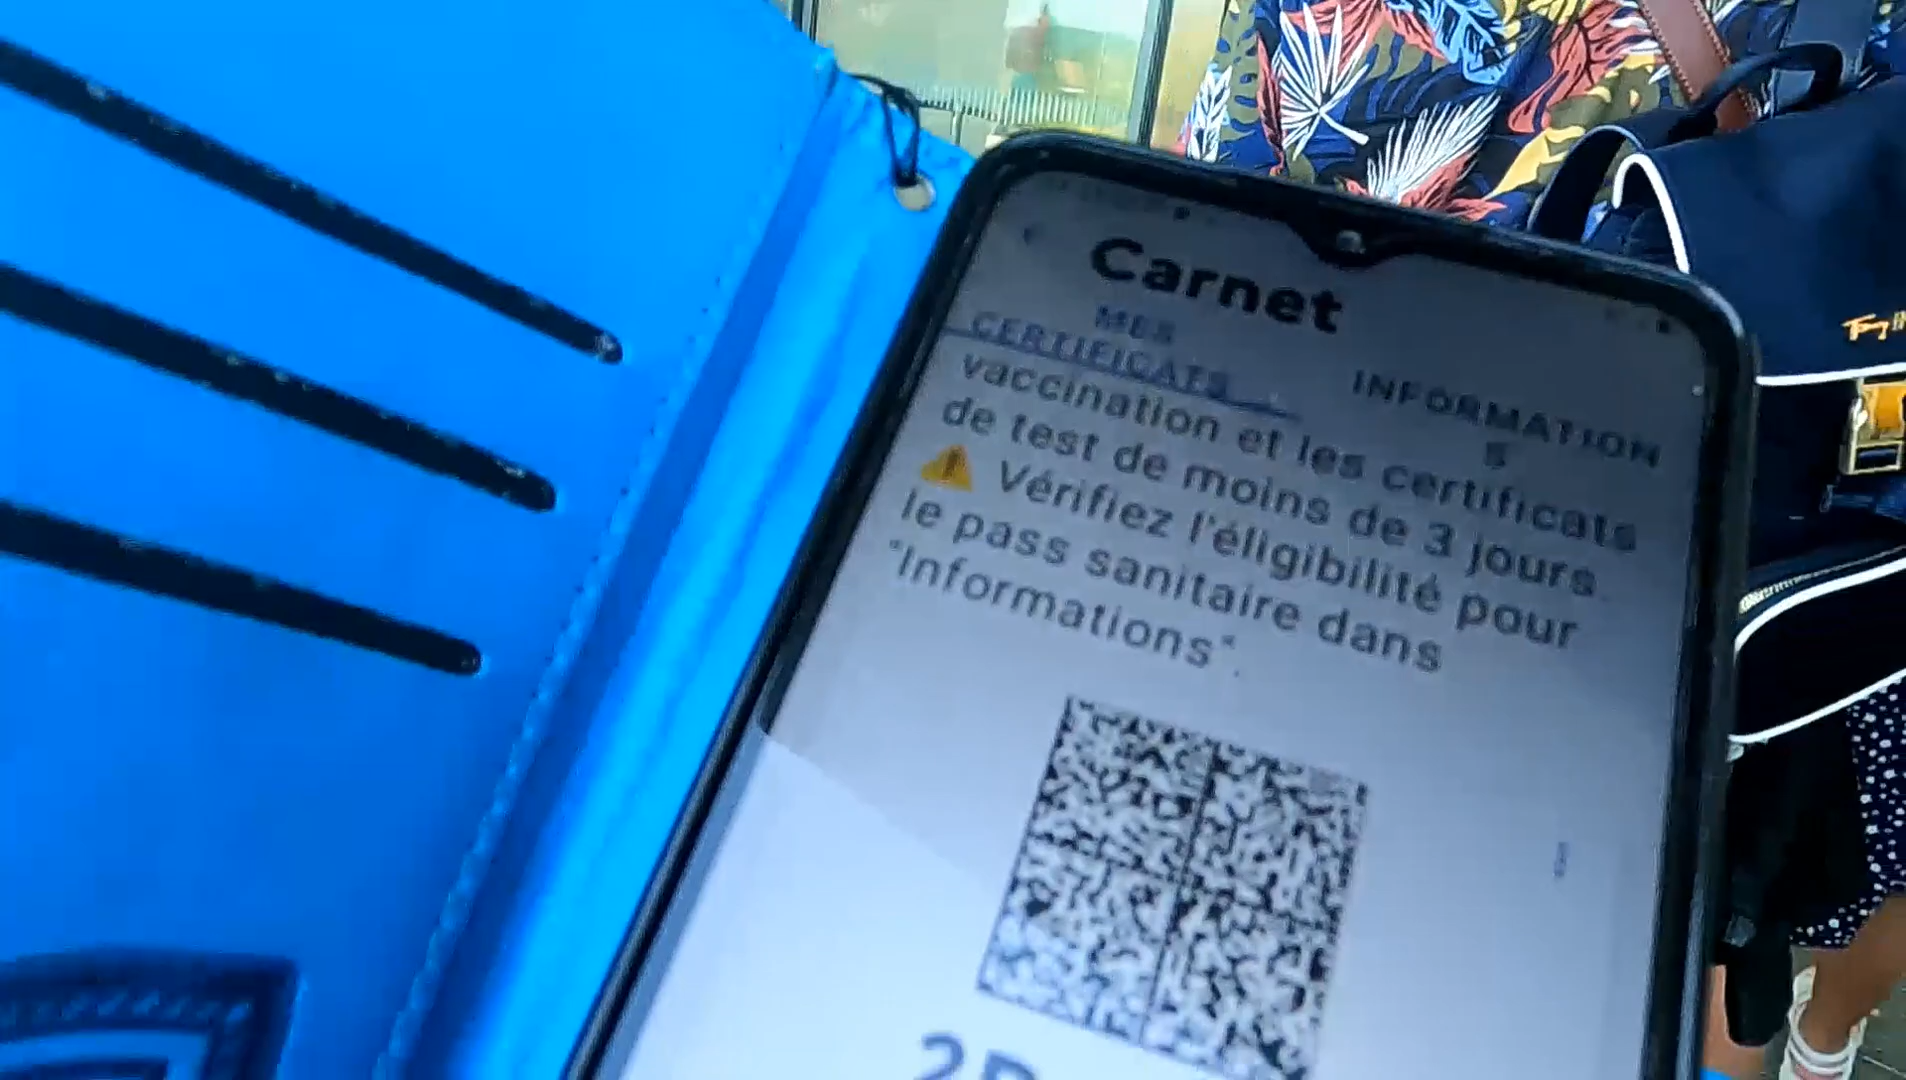 Carnet
MES
CERTIFICATS
INFORMATION
S
vaccination et les certificats
de test de moins de 3 jours.
⚠ Vérifiez l'éligibilité pour
le pass sanitaire dans
"Informations".